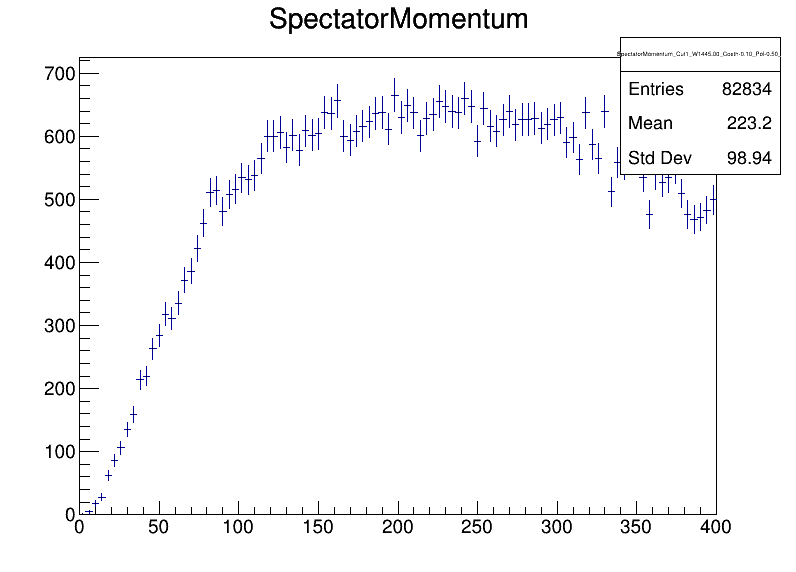 SpectatorMomentum
SpectatorMomentum_Cut1_W1445.00_Costh-0.10_Pol-0.50_
Entries 82834
Mean 223.2
Std Dev 98.94
700
600
500
400
300
200
100
0
0 50 100 150 200 250 300 350 400